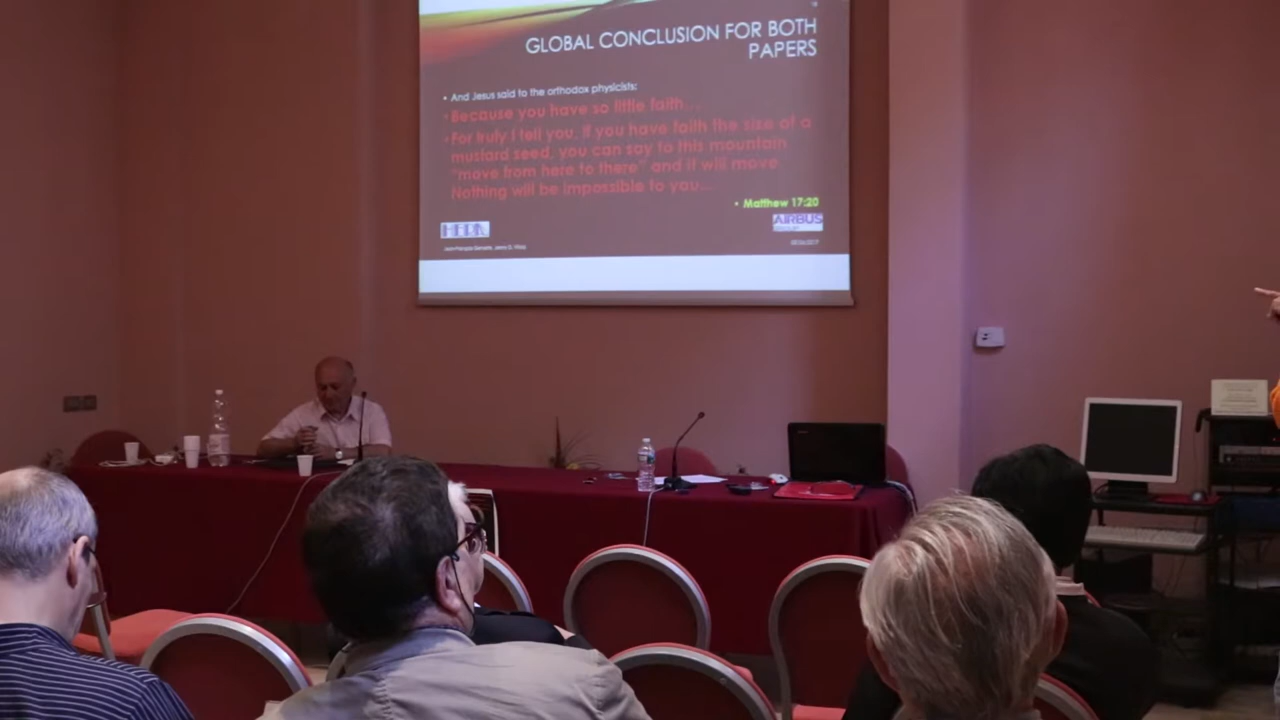 GLOBAL CONCLUSION FOR BOTH
PAPERS
• And Jesus said to the orthodox physicists:
• Because you have so little faith…
• For truly I tell you, if you have faith the size of a
mustard seed, you can say to this mountain
"move from here to there" and it will move
Nothing will be impossible to you…
• Matthew 17:20
AIRBUS